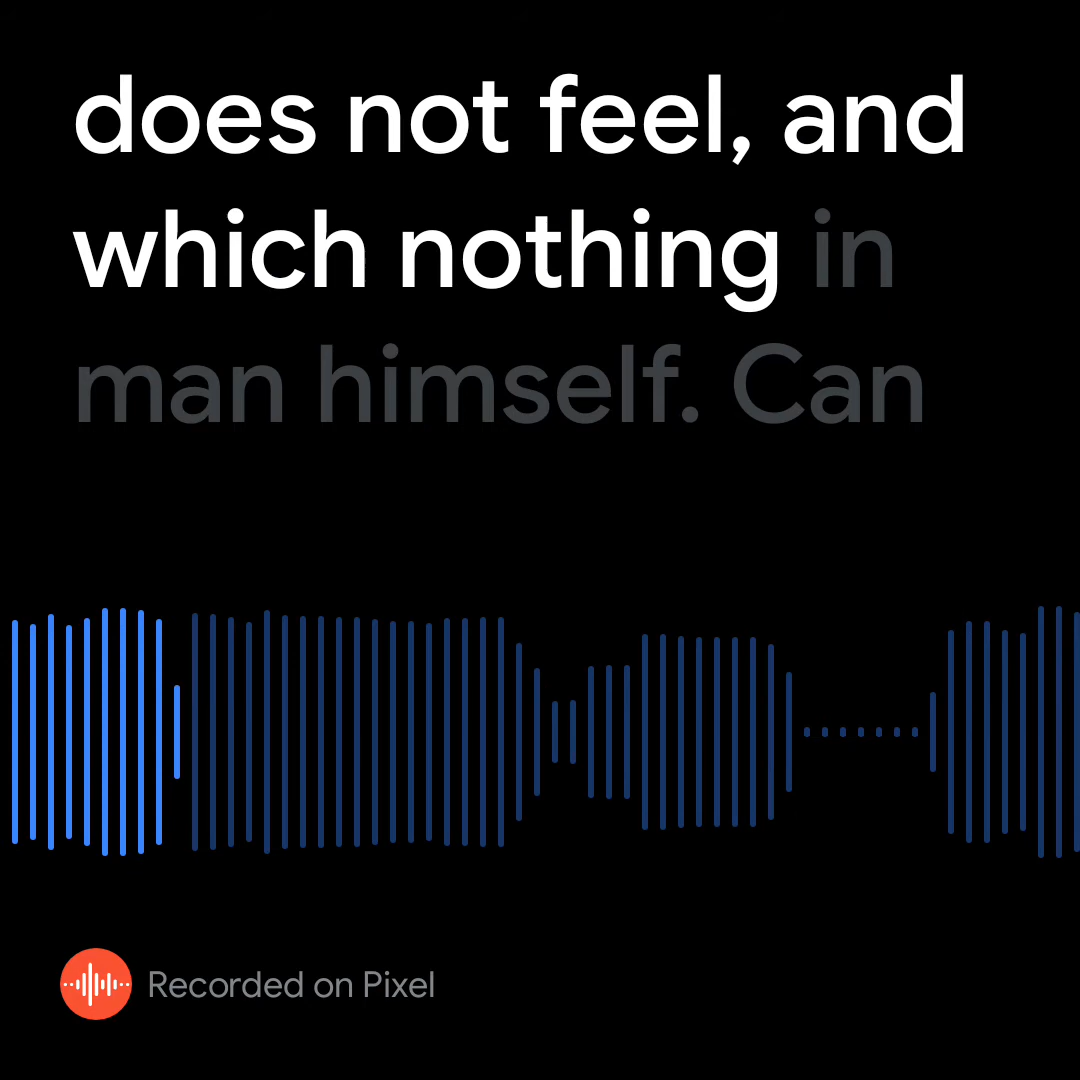 does not feel, and
which nothing in
man himself. Can
Recorded on Pixel